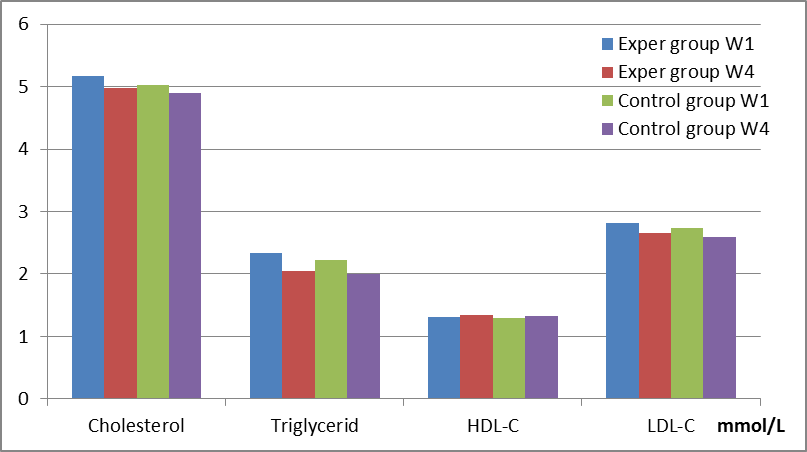 6
5
4
3
2
1
0
Exper group W1
Exper group W4
Control group W1
Control group W4
Cholesterol Triglycerid HDL-C LDL-C mmol/L